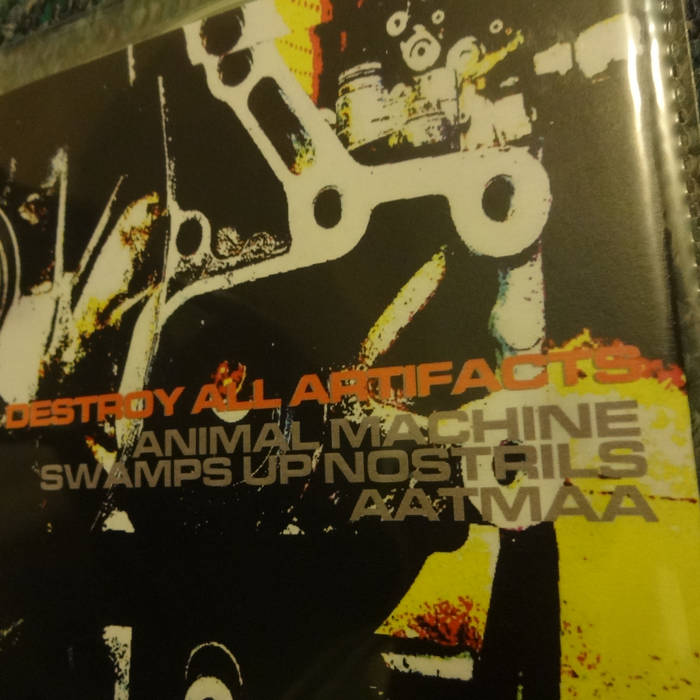 DESTROY ALL ARTIFACTS
ANIMAL MACHINE
SWAMPS UP NOSTRILS
AATMAA